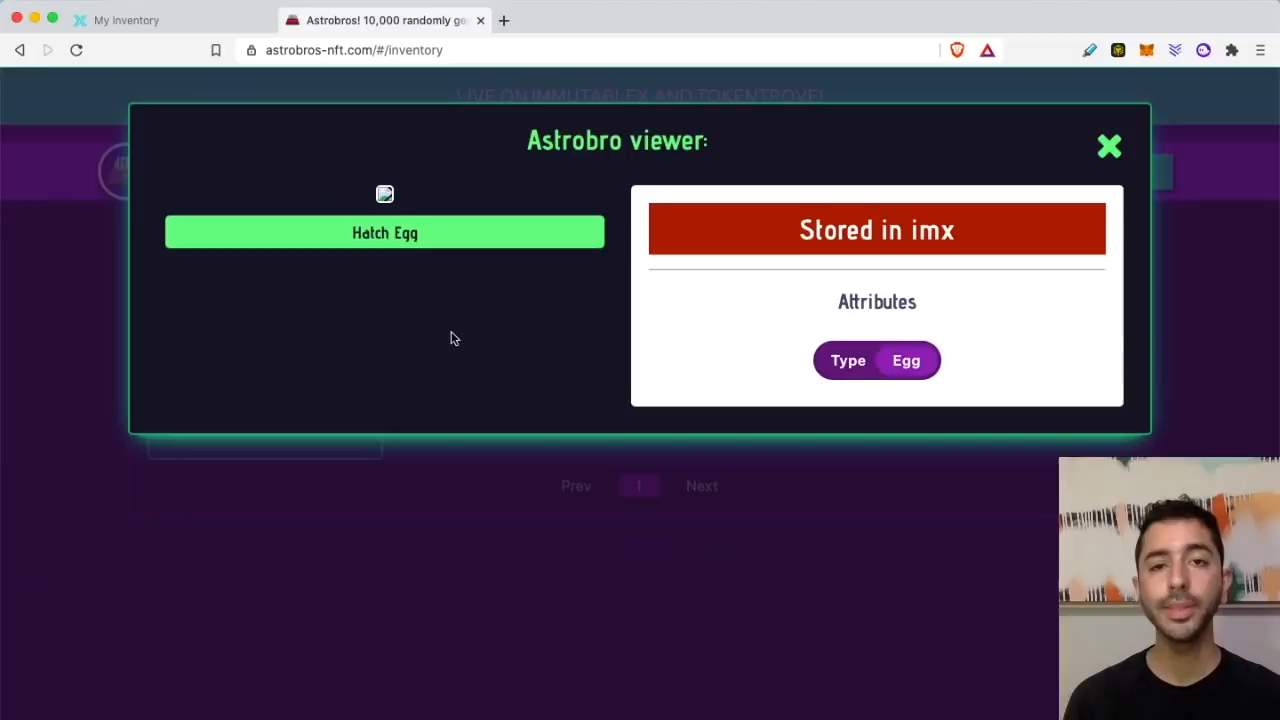 My Inventory
Astrobros! 10,000 randomly ge
astrobros-nft.com/#/inventory
LIVE ON IMMUTABLEX AND TOKENTROVE!
Astrobro viewer:
Hatch Egg
Stored in imx
Attributes
Type Egg
Prev 1 Next